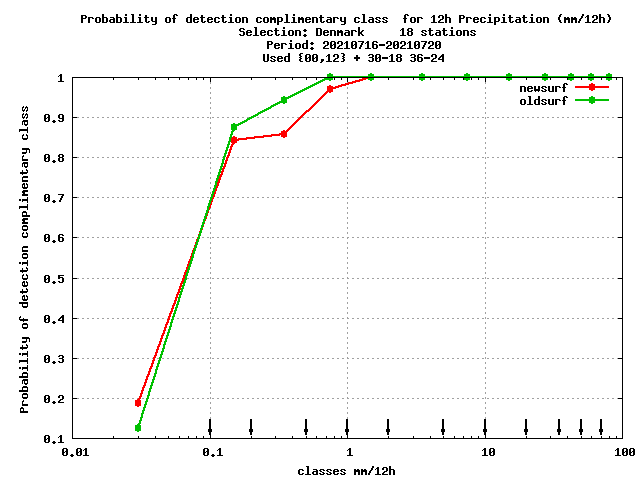 Probability of detection complimentary class  for 12h Precipitation (mm/12h)
Selection: Denmark     18 stations
Period: 20210716-20210720
Used {00,12} + 30-18 36-24
newsurf
oldsurf
Probability of detection complimentary class
1
0.9
0.8
0.7
0.6
0.5
0.4
0.3
0.2
0.1
0.01 0.1 1 10 100
classes mm/12h